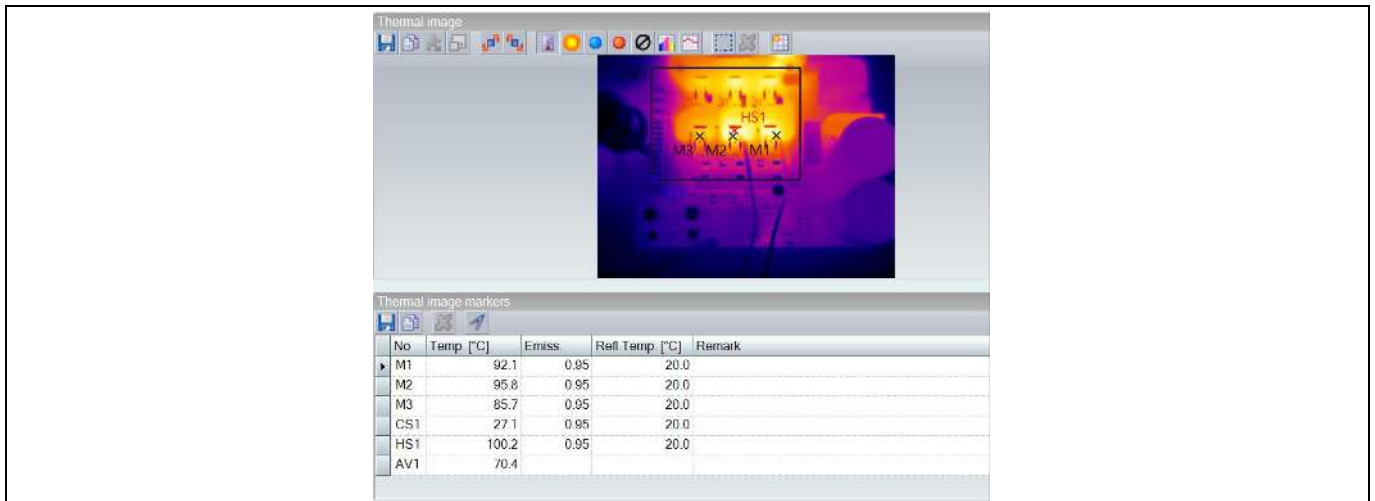 Thermal image
HS1
M3 M2 M1
Thermal image markers
No Temp. [°C] Emiss. Refl.Temp. [°C] Remark
M1 92.1 0.95 20.0
M2 95.8 0.95 20.0
M3 85.7 0.95 20.0
CS1 27.1 0.95 20.0
HS1 100.2 0.95 20.0
AV1 70.4